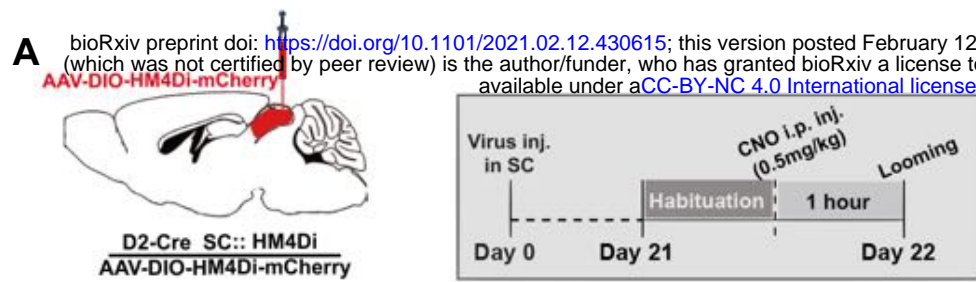 A
bioRxiv preprint doi: https://doi.org/10.1101/2021.02.12.430615; this version posted February 12
(which was not certified by peer review) is the author/funder, who has granted bioRxiv a license to
available under aCC-BY-NC 4.0 International license
AAV-DIO-HM4Di-mCherry
D2-Cre SC:: HM4Di
AAV-DIO-HM4Di-mCherry
Virus inj.
in SC
CNO i.p. inj.
(0.5mg/kg)
Looming
Habituation
1 hour
Day 0
Day 21
Day 22